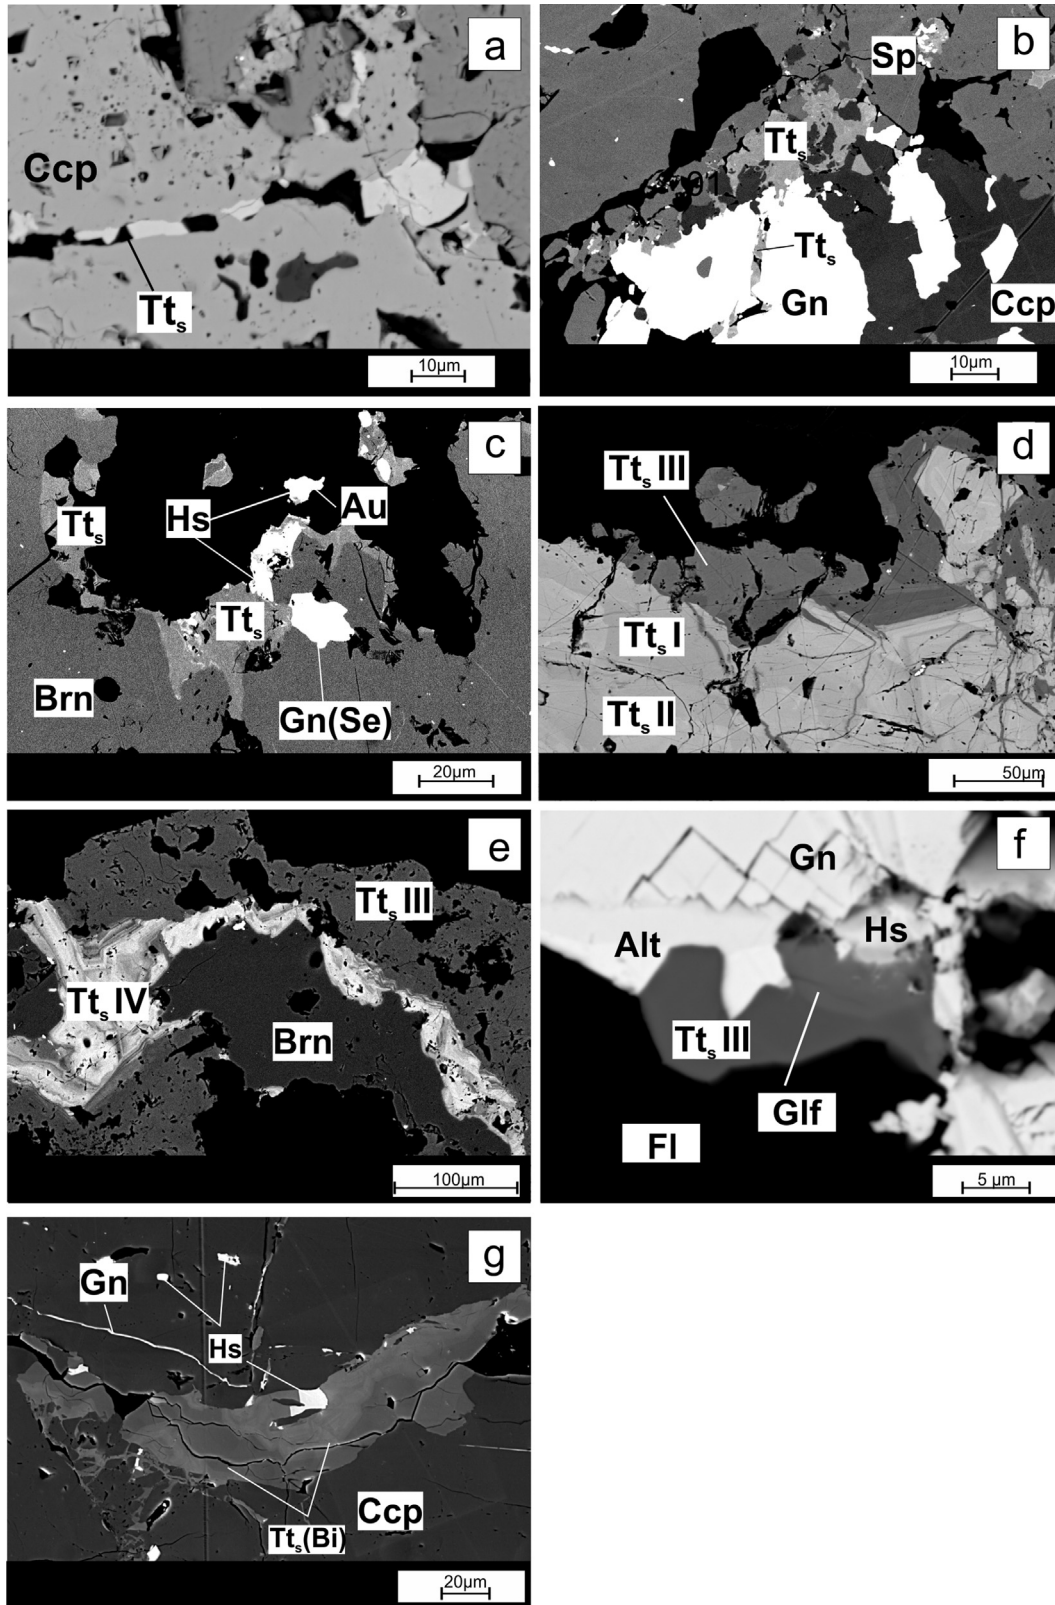 a
Ccp
Tts
10μm
b
Sp
Tts
01
Tts
Gn
Ccp
10μm
c
Tts
Hs
Au
Tts
Brn
Gn(Se)
20μm
d
Tts III
Tts I
Tts II
50μm
e
Tts III
Tts IV
Brn
100μm
f
Gn
Alt
Hs
Tts III
Glf
Fl
5 μm
g
Gn
Hs
Ccp
Tts(Bi)
20μm